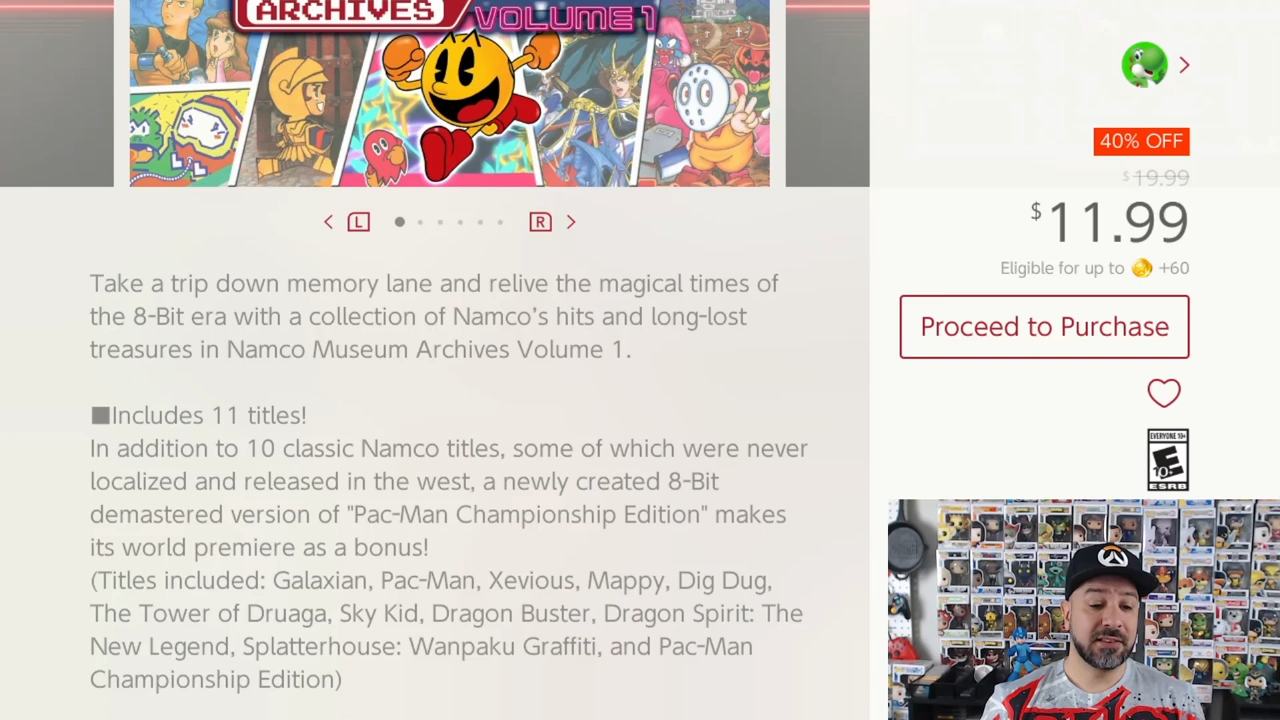 ARCHIVES
VOLUME 1
40% OFF
$19.99
$11.99
Eligible for up to +60
Proceed to Purchase
EVERYONE 10+
E
10+
ESRB
L
R
Take a trip down memory lane and relive the magical times of
the 8-Bit era with a collection of Namco's hits and long-lost
treasures in Namco Museum Archives Volume 1.
■Includes 11 titles!
In addition to 10 classic Namco titles, some of which were never
localized and released in the west, a newly created 8-Bit
demastered version of "Pac-Man Championship Edition" makes
its world premiere as a bonus!
(Titles included: Galaxian, Pac-Man, Xevious, Mappy, Dig Dug,
The Tower of Druaga, Sky Kid, Dragon Buster, Dragon Spirit: The
New Legend, Splatterhouse: Wanpaku Graffiti, and Pac-Man
Championship Edition)